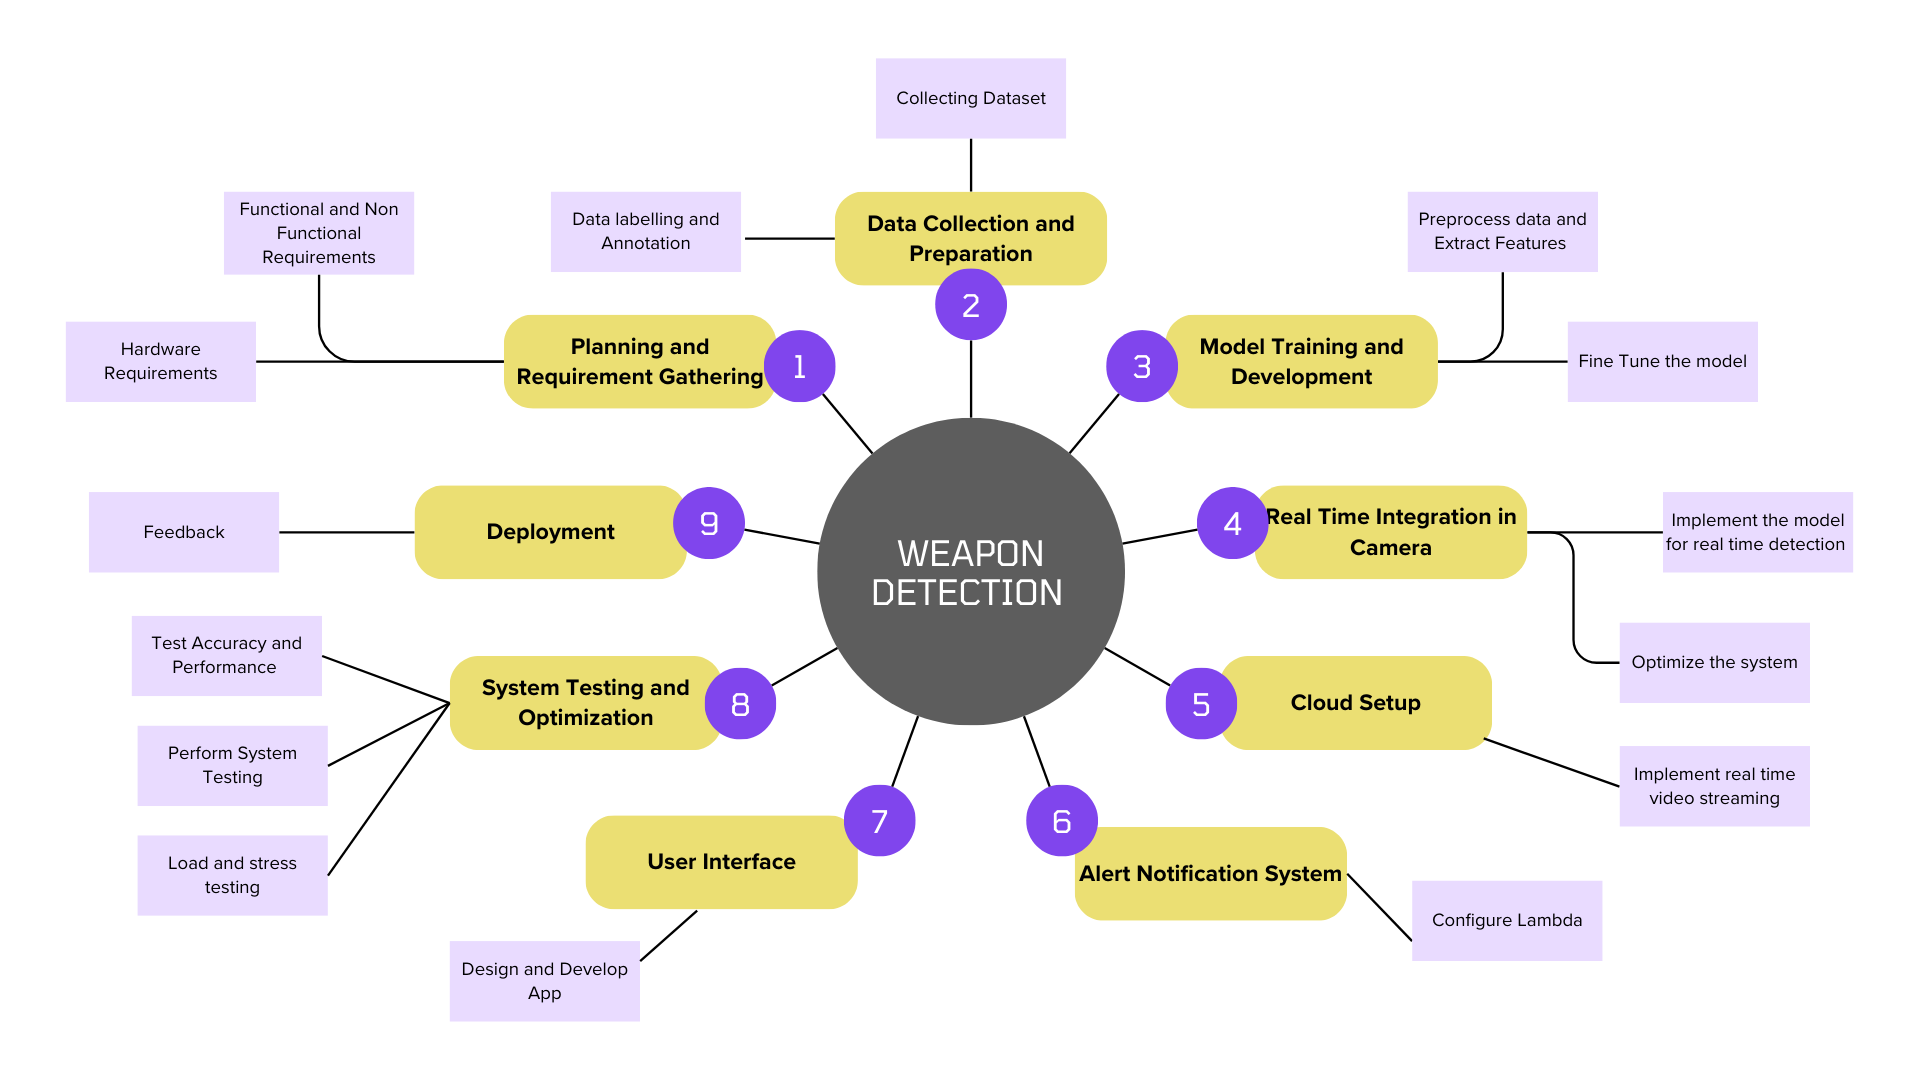 Collecting Dataset
Functional and Non
Functional
Requirements
Data labelling and
Annotation
Data Collection and
Preparation
2
Preprocess data and
Extract Features
Hardware
Requirements
Planning and
Requirement Gathering
1
3
Model Training and
Development
Fine Tune the model
Feedback
Deployment
9
WEAPON
DETECTION
4
Real Time Integration in
Camera
Implement the model
for real time detection
Optimize the system
Test Accuracy and
Performance
System Testing and
Optimization
8
5
Cloud Setup
Perform System
Testing
Implement real time
video streaming
Load and stress
testing
7
User Interface
6
Alert Notification System
Configure Lambda
Design and Develop
App